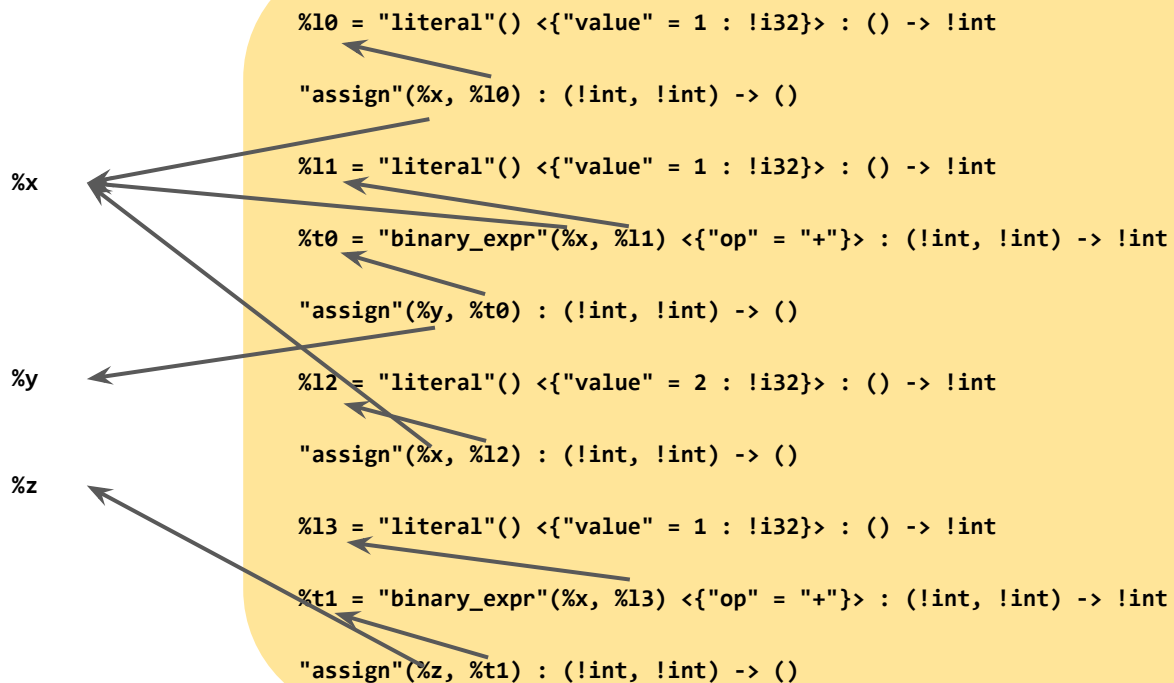 %l0 = "literal"() <{"value" = 1 : !i32}> : () -> !int
"assign"(%x, %l0) : (!int, !int) -> ()
%l1 = "literal"() <{"value" = 1 : !i32}> : () -> !int
%x
%t0 = "binary_expr"(%x, %l1) <{"op" = "+"}> : (!int, !int) -> !int
"assign"(%y, %t0) : (!int, !int) -> ()
%y
%l2 = "literal"() <{"value" = 2 : !i32}> : () -> !int
"assign"(%x, %l2) : (!int, !int) -> ()
%z
%l3 = "literal"() <{"value" = 1 : !i32}> : () -> !int
%t1 = "binary_expr"(%x, %l3) <{"op" = "+"}> : (!int, !int) -> !int
"assign"(%z, %t1) : (!int, !int) -> ()